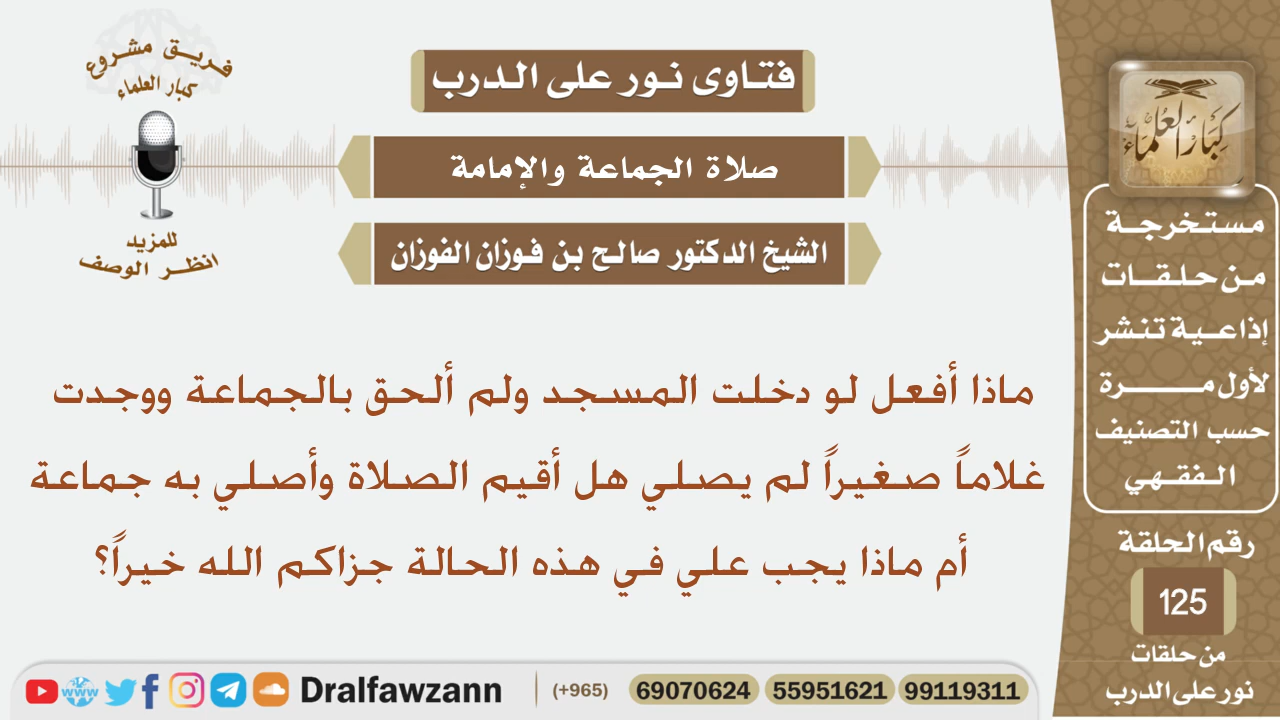 فريق مشروع
كبار العلماء
للمزيد
انظر الوصف
فتاوى نور على الدرب
صلاة الجماعة والإمامة
الشيخ الدكتور صالح بن فوزان الفوزان
ماذا أفعل لو دخلت المسجد ولم ألحق بالجماعة ووجدت
غلاماً صغيراً لم يصلي هل أقيم الصلاة وأصلي به جماعة
أم ماذا يجب علي في هذه الحالة جزاكم الله خيراً؟
كبار العلماء
مستخرجة
من حلقات
إذاعية تنشر
لأول مرة
حسب التصنيف
الفقهي
رقم الحلقة
125
من حلقات
نور على الدرب
www
Dralfawzann (+965) 69070624 55951621 99119311